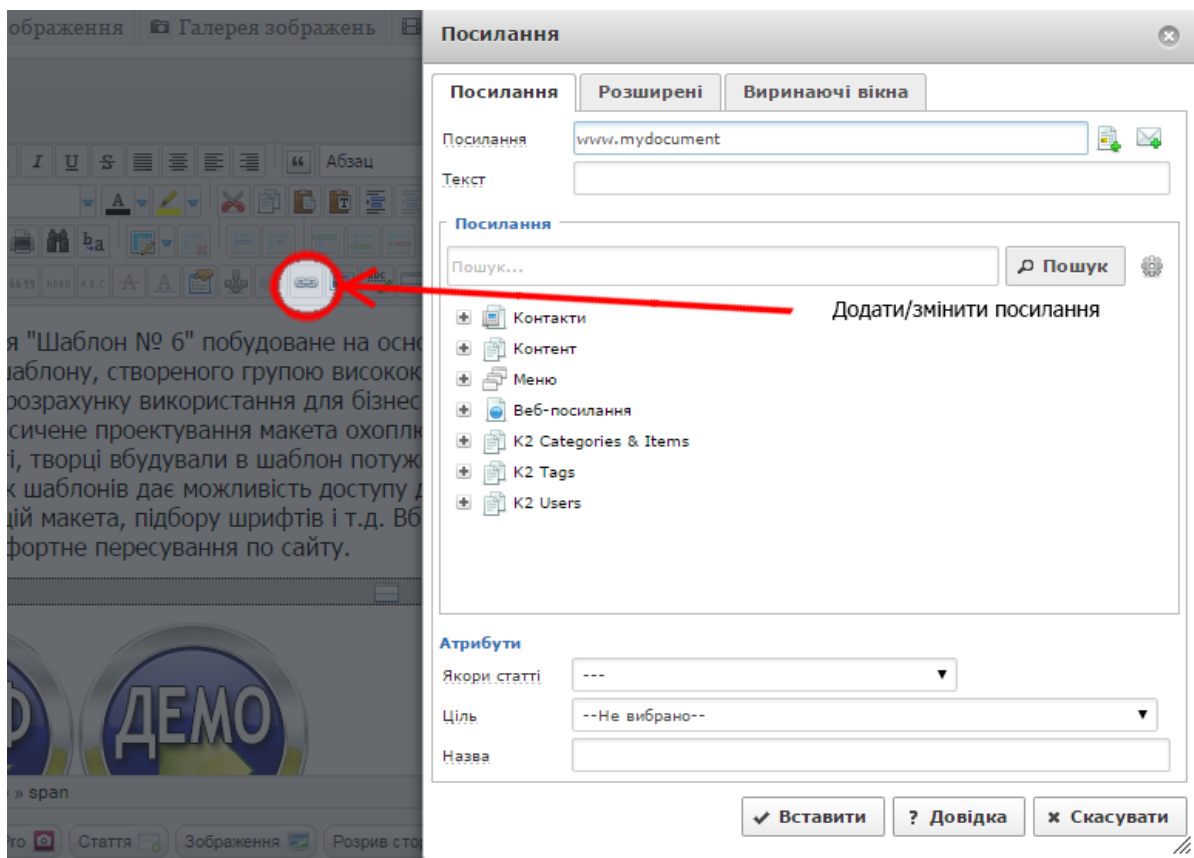 ображення Галерея зображень
Посилання
Посилання Розширені Виринаючі вікна
Посилання www.mydocument
Текст
Посилання
Пошук... Пошук
Додати/змінити посилання
Контакти
Контент
Меню
Веб-посилання
K2 Categories & Items
K2 Tags
K2 Users
Атрибути
Якори статті ---
Ціль --Не вибрано--
Назва
Вставити ? Довідка Скасувати
I U S Абзац
A
A.B.C. A A
я "Шаблон № 6" побудоване на осно
аблону, створеного групою високок
розрахунку використання для бізнес
сичене проектування макета охоплю
і, творці вбудували в шаблон потуж
к шаблонів дає можливість доступу д
ій макета, підбору шрифтів і т.д. Вб
фортне пересування по сайту.
ДЕМО
» span
ro Стаття Зображення Розрив сто